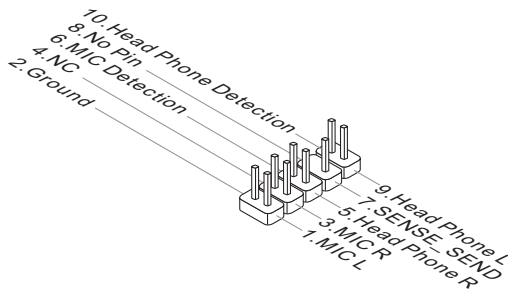 10.Head Phone Detection
8.No Pin
6.MIC Detection
4.NC
2.Ground
9.Head Phone L
7.SENSE_SEND
5.Head Phone R
3.MIC R
1.MIC L